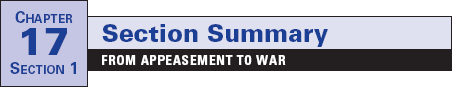 CHAPTER
17
SECTION 1
Section Summary
FROM APPEASEMENT TO WAR